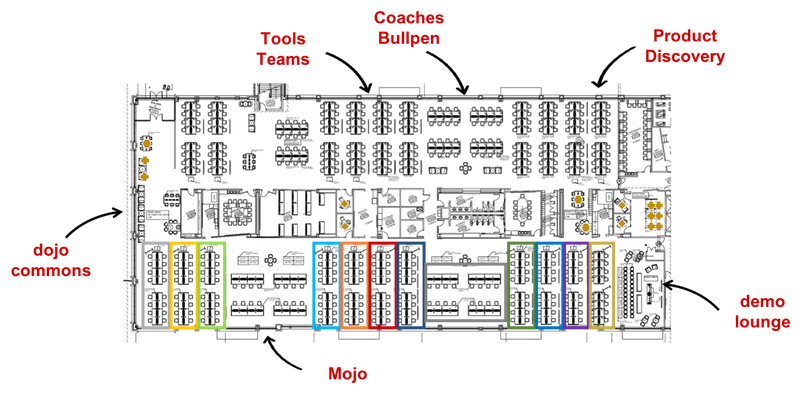 Coaches
Bullpen
Tools
Teams
Product
Discovery
dojo
commons
demo
lounge
Mojo